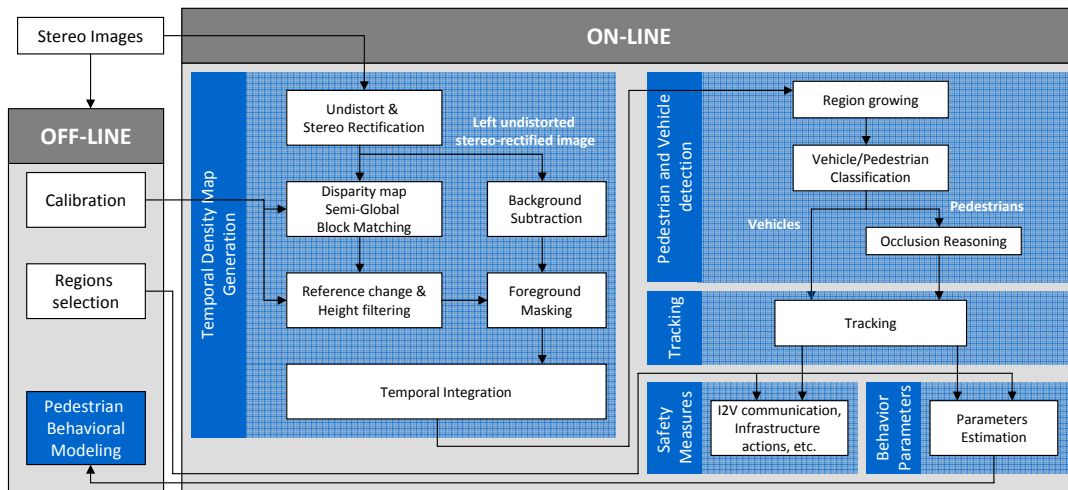 Stereo Images
ON-LINE
OFF-LINE
Calibration
Regions
selection
Pedestrian
Behavioral
Modeling
Temporal Density Map
Generation
Undistort &
Stereo Rectification
Left undistorted
stereo-rectified image
Disparity map
Semi-Global
Block Matching
Background
Subtraction
Reference change &
Height filtering
Foreground
Masking
Temporal Integration
Pedestrian and Vehicle
detection
Region growing
Vehicle/Pedestrian
Classification
Vehicles
Pedestrians
Occlusion Reasoning
Tracking
Tracking
Safety
Measures
I2V communication,
Infrastructure
actions, etc.
Behavior
Parameters
Parameters
Estimation